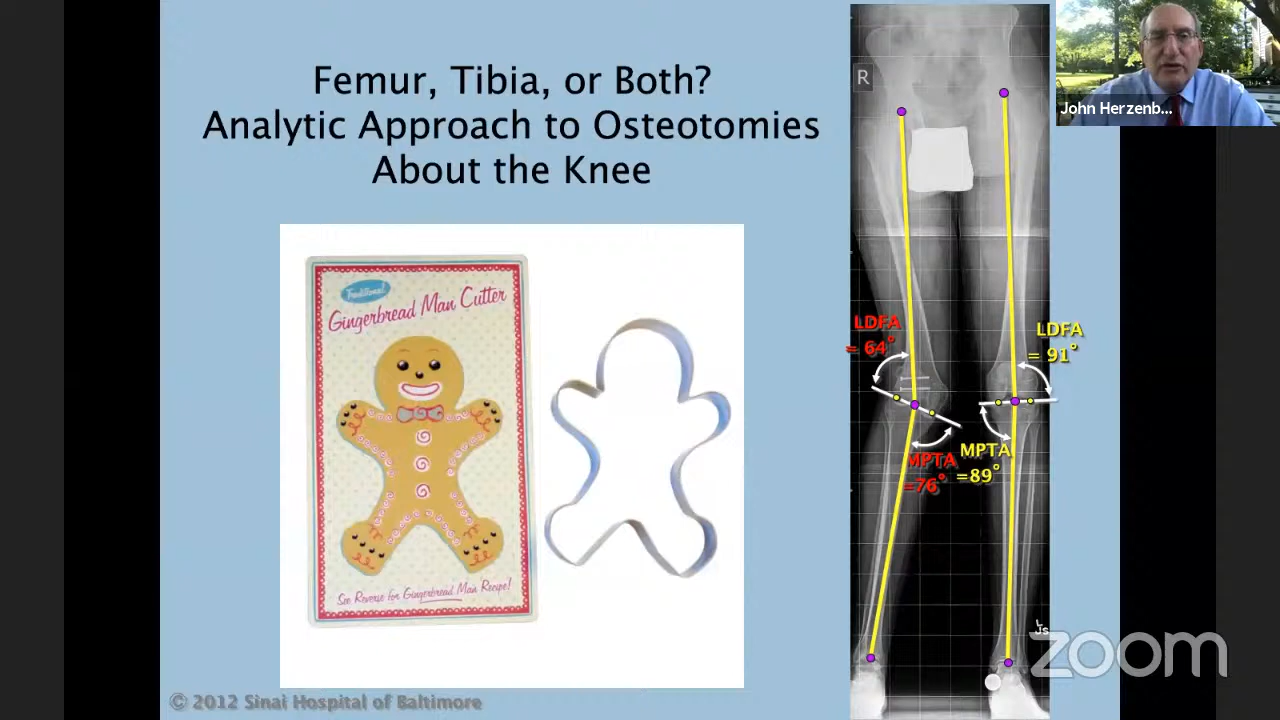 Femur, Tibia, or Both?
Analytic Approach to Osteotomies
About the Knee
Traditional
Gingerbread Man Cutter
See Reverse for Gingerbread Man Recipe!
© 2012 Sinai Hospital of Baltimore
R
LDFA
= 64°
LDFA
= 91°
MPTA
=76°
MPTA
=89°
L
Js
John Herzenb...
zoom